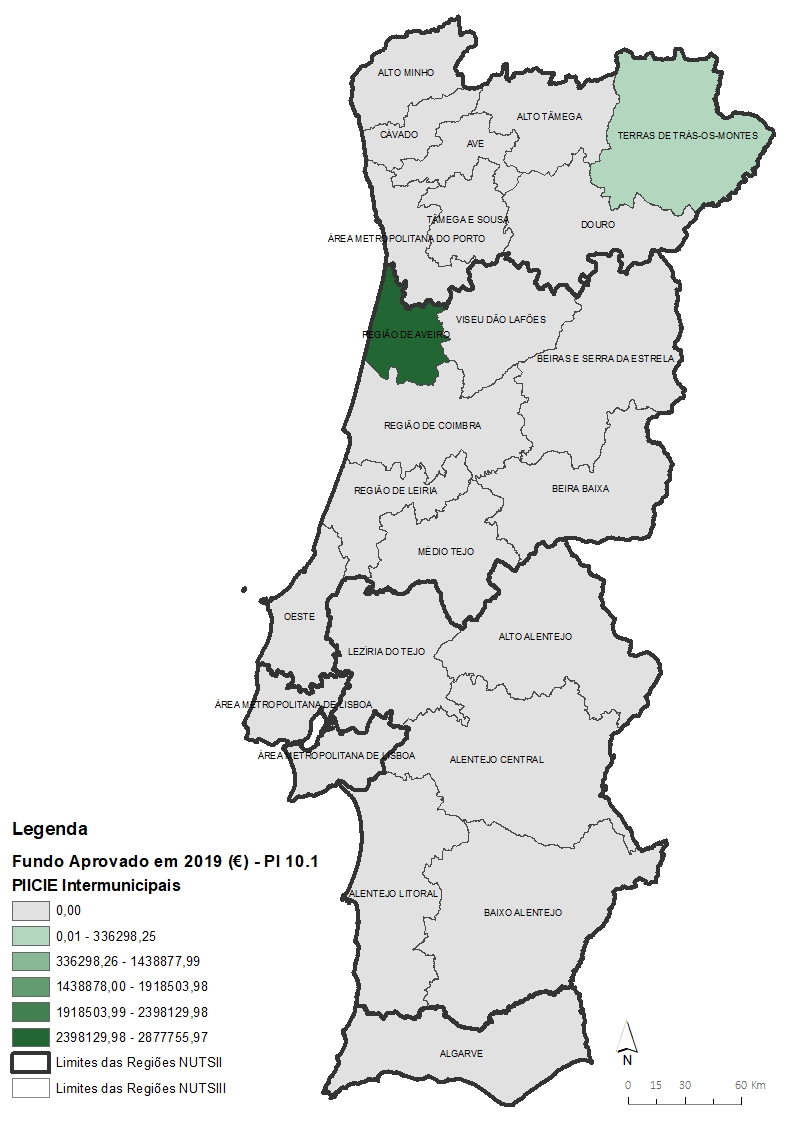 ALTO MINHO
ALTO TÂMEGA
CÁVADO
TERRAS DE TRÁS-OS-MONTES
AVE
TÂMEGA E SOUSA
DOURO
ÁREA METROPOLITANA DO PORTO
VISEU DÃO LAFÕES
REGIÃO DE AVEIRO
BEIRAS E SERRA DA ESTRELA
REGIÃO DE COIMBRA
REGIÃO DE LEIRIA
BEIRA BAIXA
MÉDIO TEJO
OESTE
ALTO ALENTEJO
LEZÍRIA DO TEJO
ÁREA METROPOLITANA DE LISBOA
ÁREA METROPOLITANA DE LISBOA
ALENTEJO CENTRAL
ALENTEJO LITORAL
BAIXO ALENTEJO
ALGARVE
Legenda
Fundo Aprovado em 2019 (€) - PI 10.1
PIICIE Intermunicipais
0,00
0,01 - 336298,25
336298,26 - 1438877,99
1438878,00 - 1918503,98
1918503,99 - 2398129,98
2398129,98 - 2877755,97
Limites das Regiões NUTSII
Limites das Regiões NUTSIII
N
0 15 30 60 Km